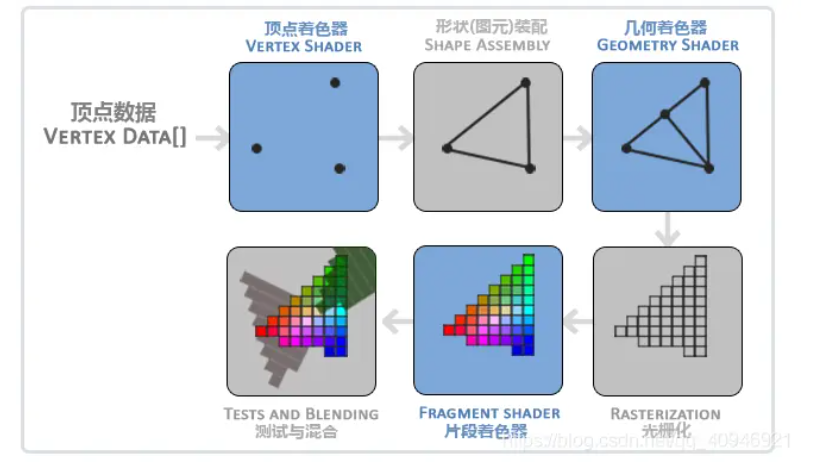 顶点着色器
VERTEX SHADER
形状(图元)装配
SHAPE ASSEMBLY
几何着色器
GEOMETRY SHADER
顶点数据
VERTEX DATA[]
TESTS AND BLENDING
测试与混合
FRAGMENT SHADER
片段着色器
RASTERIZATION
光栅化
https://blog.csdn.net/qq_40946921